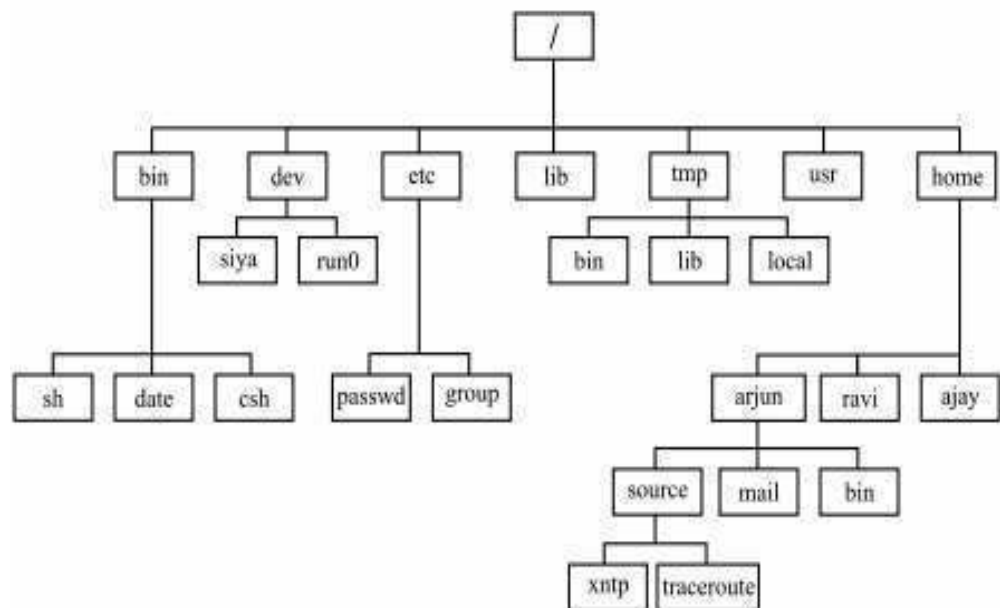 /
bin dev etc lib tmp usr home
siya run0 bin lib local
sh date csh passwd group arjun ravi ajay
source mail bin
xntp traceroute